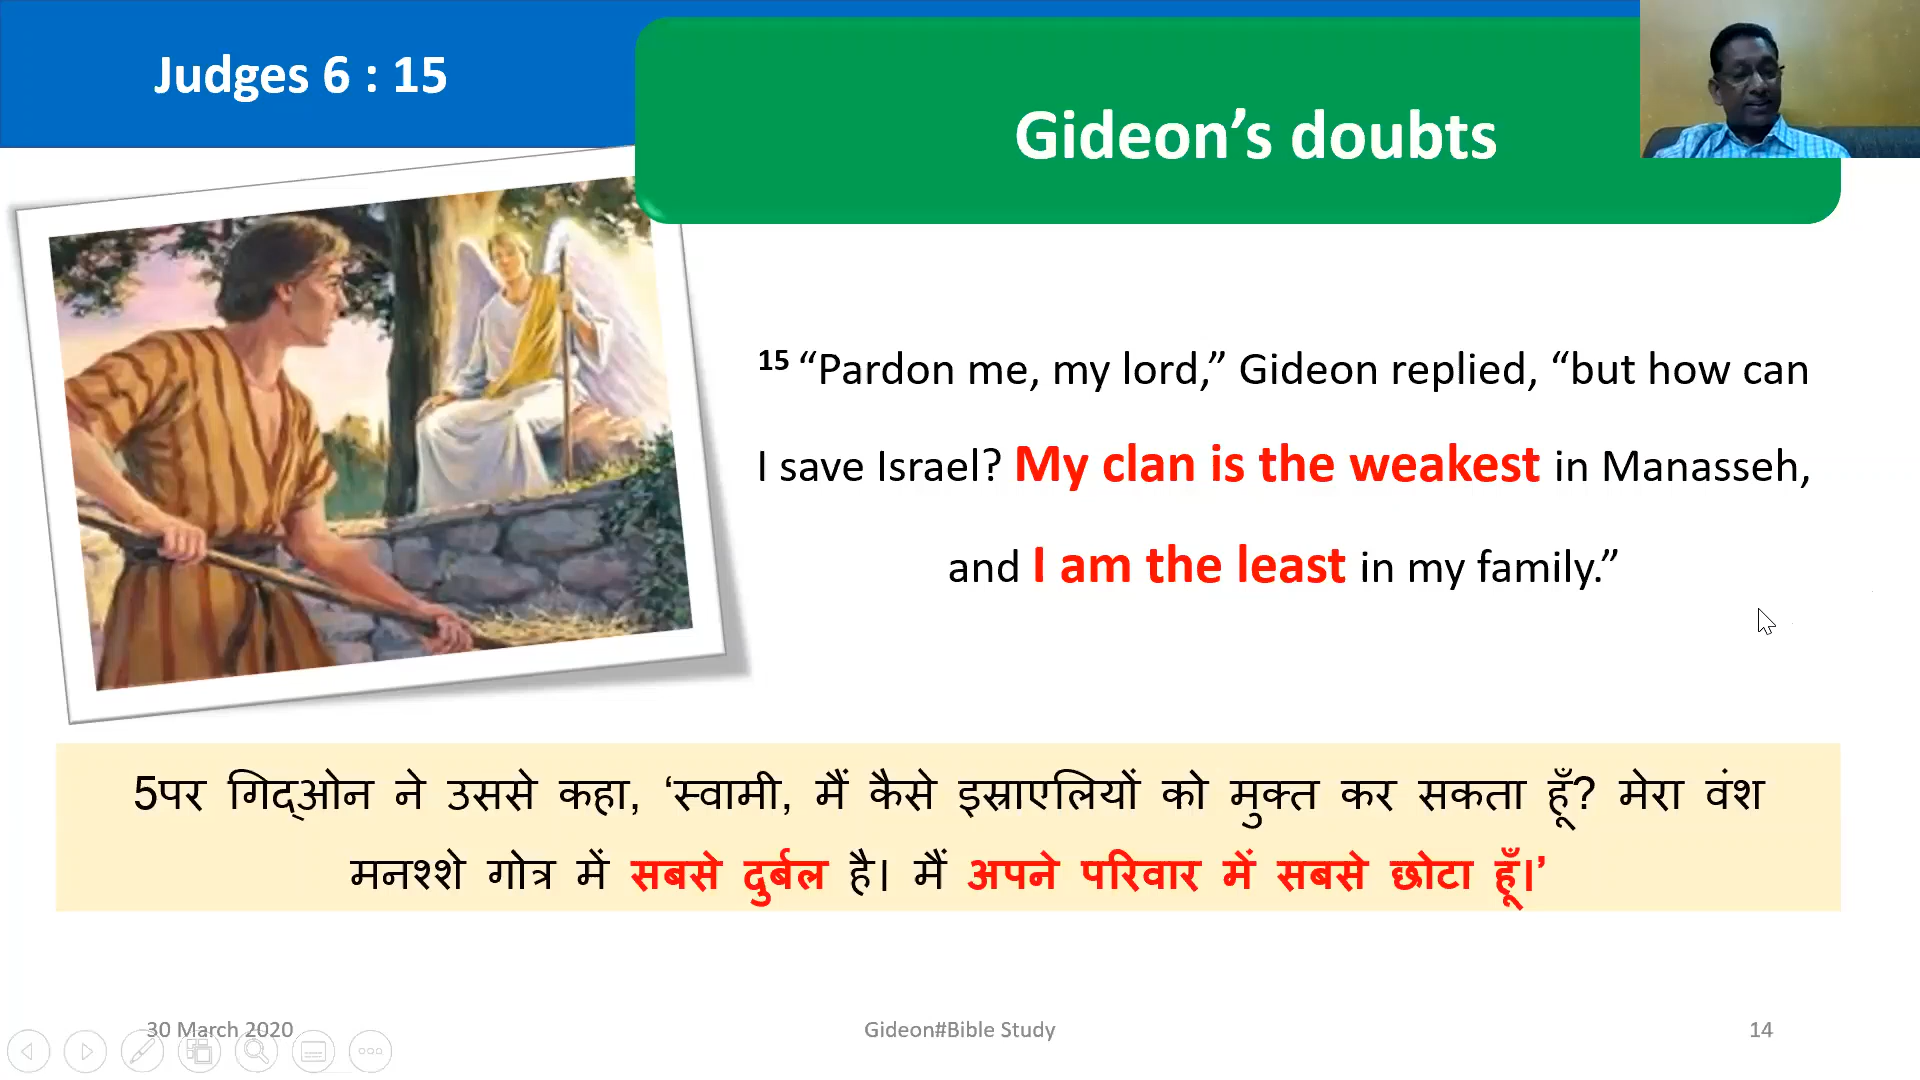 Judges 6 : 15
Gideon’s doubts
15 “Pardon me, my lord,” Gideon replied, “but how can
I save Israel? My clan is the weakest in Manasseh,
and I am the least in my family.”
5पर गिद्‌ओन ने उससे कहा, ‘स्वामी, मैं कैसे इस्राएलियों को मुक्त कर सकता हूँ? मेरा वंश
मनश्शे गोत्र में सबसे दुर्बल है। मैं अपने परिवार में सबसे छोटा हूँ।’
30 March 2020
Gideon#Bible Study
14